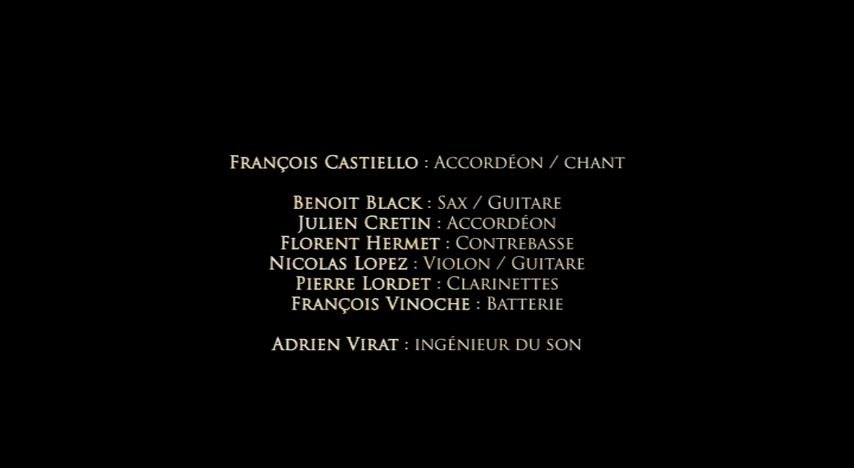 François Castiello : Accordéon / chant
Benoit Black : Sax / Guitare
Julien Cretin : Accordéon
Florent Hermet : Contrebasse
Nicolas Lopez : Violon / Guitare
Pierre Lordet : Clarinettes
François Vinoche : Batterie
Adrien Virat : ingénieur du son